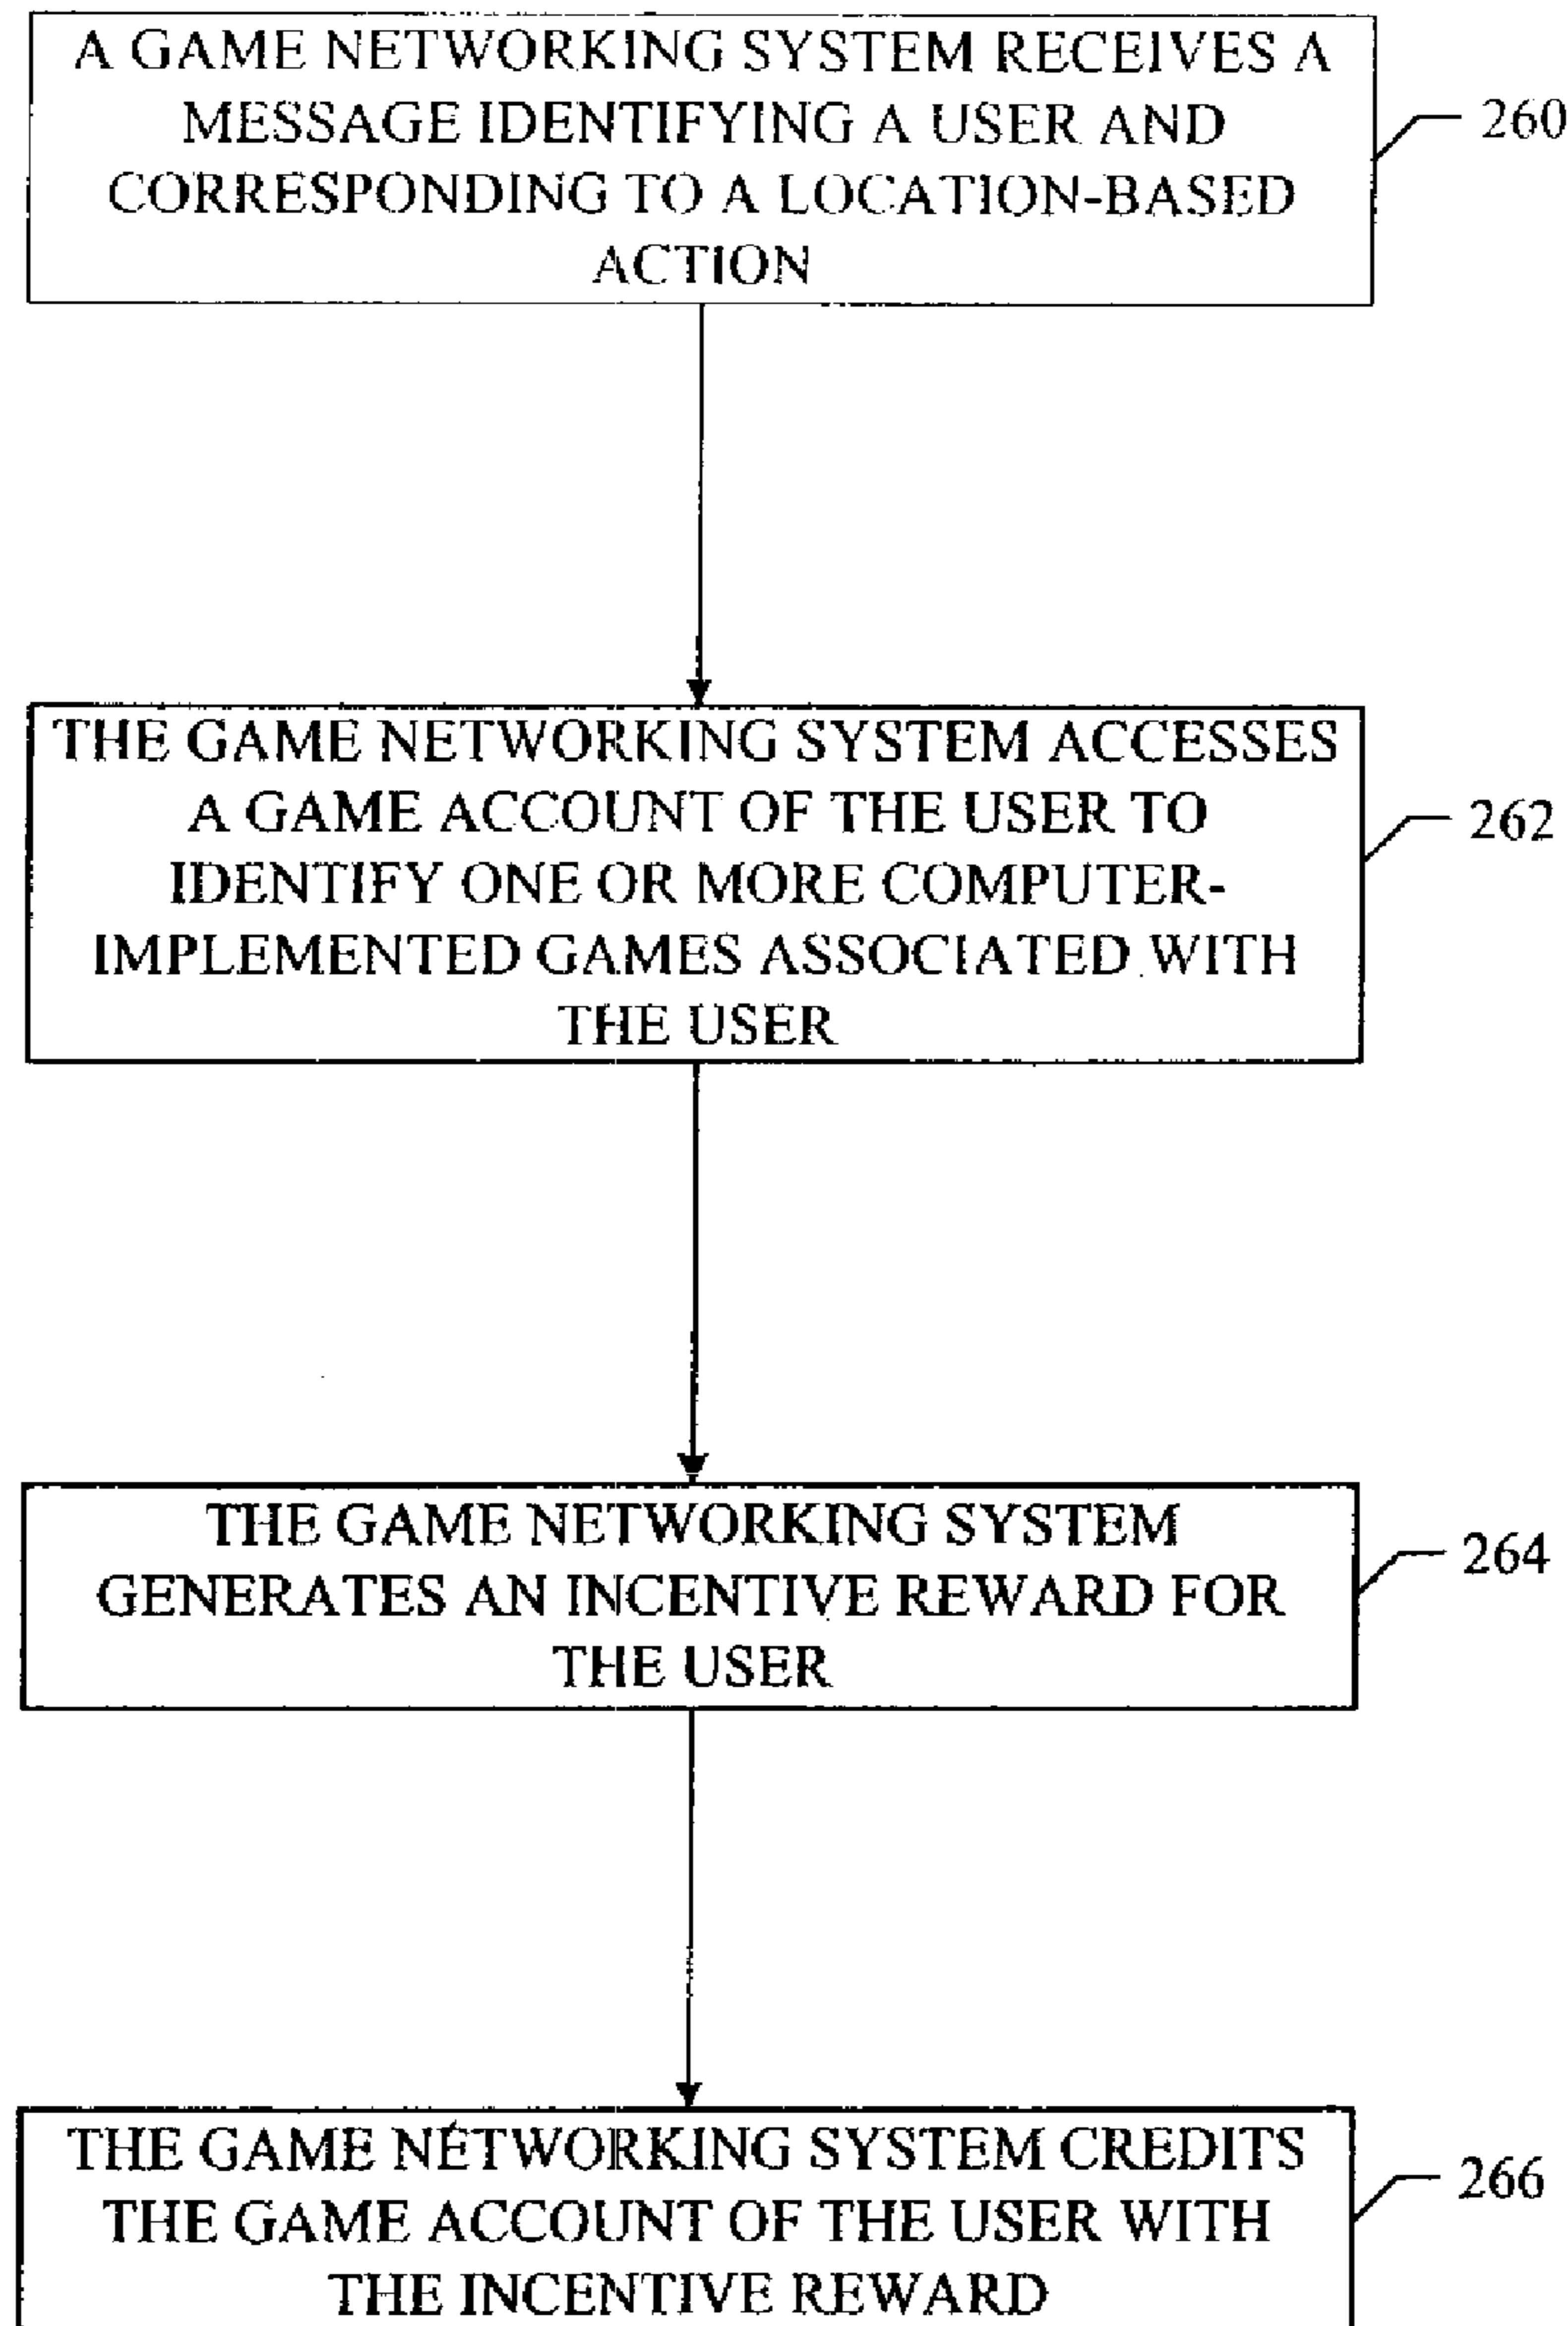 A GAME NETWORKING SYSTEM RECEIVES A
MESSAGE IDENTIFYING A USER AND
CORRESPONDING TO A LOCATION-BASED
ACTION
260
THE GAME NETWORKING SYSTEM ACCESSES
A GAME ACCOUNT OF THE USER TO
IDENTIFY ONE OR MORE COMPUTER-
IMPLEMENTED GAMES ASSOCIATED WITH
THE USER
262
THE GAME NETWORKING SYSTEM
GENERATES AN INCENTIVE REWARD FOR
THE USER
264
THE GAME NETWORKING SYSTEM CREDITS
THE GAME ACCOUNT OF THE USER WITH
THE INCENTIVE REWARD
266